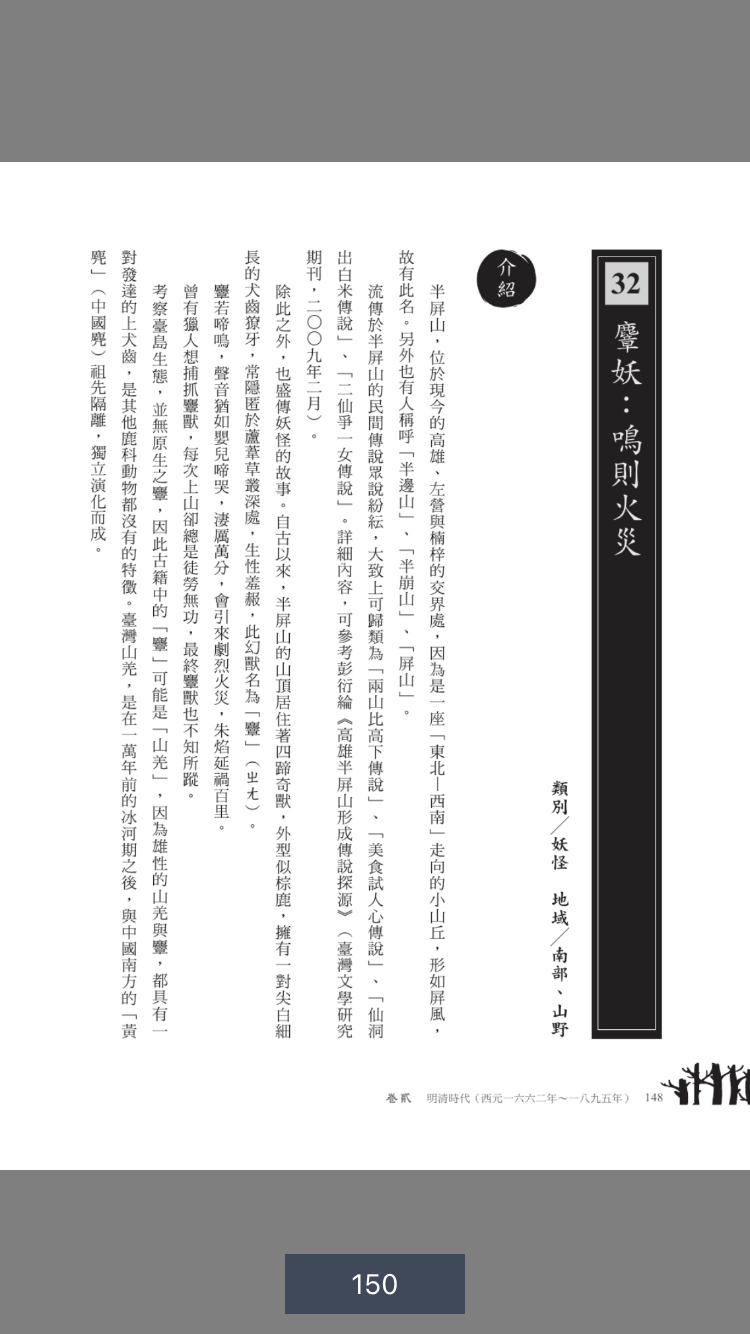 32 麞妖：鳴則火災
類別／妖怪　地域／南部、山野
介紹
半屏山，位於現今的高雄、左營與楠梓的交界處，因為是一座「東北—西南」走向的小山丘，形如屏風，
故有此名。另外也有人稱呼「半邊山」、「半崩山」、「屏山」。
流傳於半屏山的民間傳說眾說紛紜，大致上可歸類為「兩山比高下傳說」、「美食試人心傳說」、「仙洞
出白米傳說」、「二仙爭一女傳說」。詳細內容，可參考彭衍綸《高雄半屏山形成傳說探源》（臺灣文學研究
期刊，二〇〇九年二月）。
除此之外，也盛傳妖怪的故事。自古以來，半屏山的山頂居住著四蹄奇獸，外型似棕鹿，擁有一對尖白細
長的犬齒獠牙，常隱匿於蘆葦草叢深處，生性羞赧，此幻獸名為「麞」（ㄓㄤ）。
麞若啼鳴，聲音猶如嬰兒啼哭，淒厲萬分，會引來劇烈火災，朱焰延禍百里。
曾有獵人想捕抓麞獸，每次上山卻總是徒勞無功，最終麞獸也不知所蹤。
考察臺島生態，並無原生之麞，因此古籍中的「麞」可能是「山羌」，因為雄性的山羌與麞，都具有一
對發達的上犬齒，是其他鹿科動物都沒有的特徵。臺灣山羌，是在一萬年前的冰河期之後，與中國南方的「黃
麂」（中國麂）祖先隔離，獨立演化而成。
卷貳　明清時代（西元一六六二年～一八九五年）　148
150